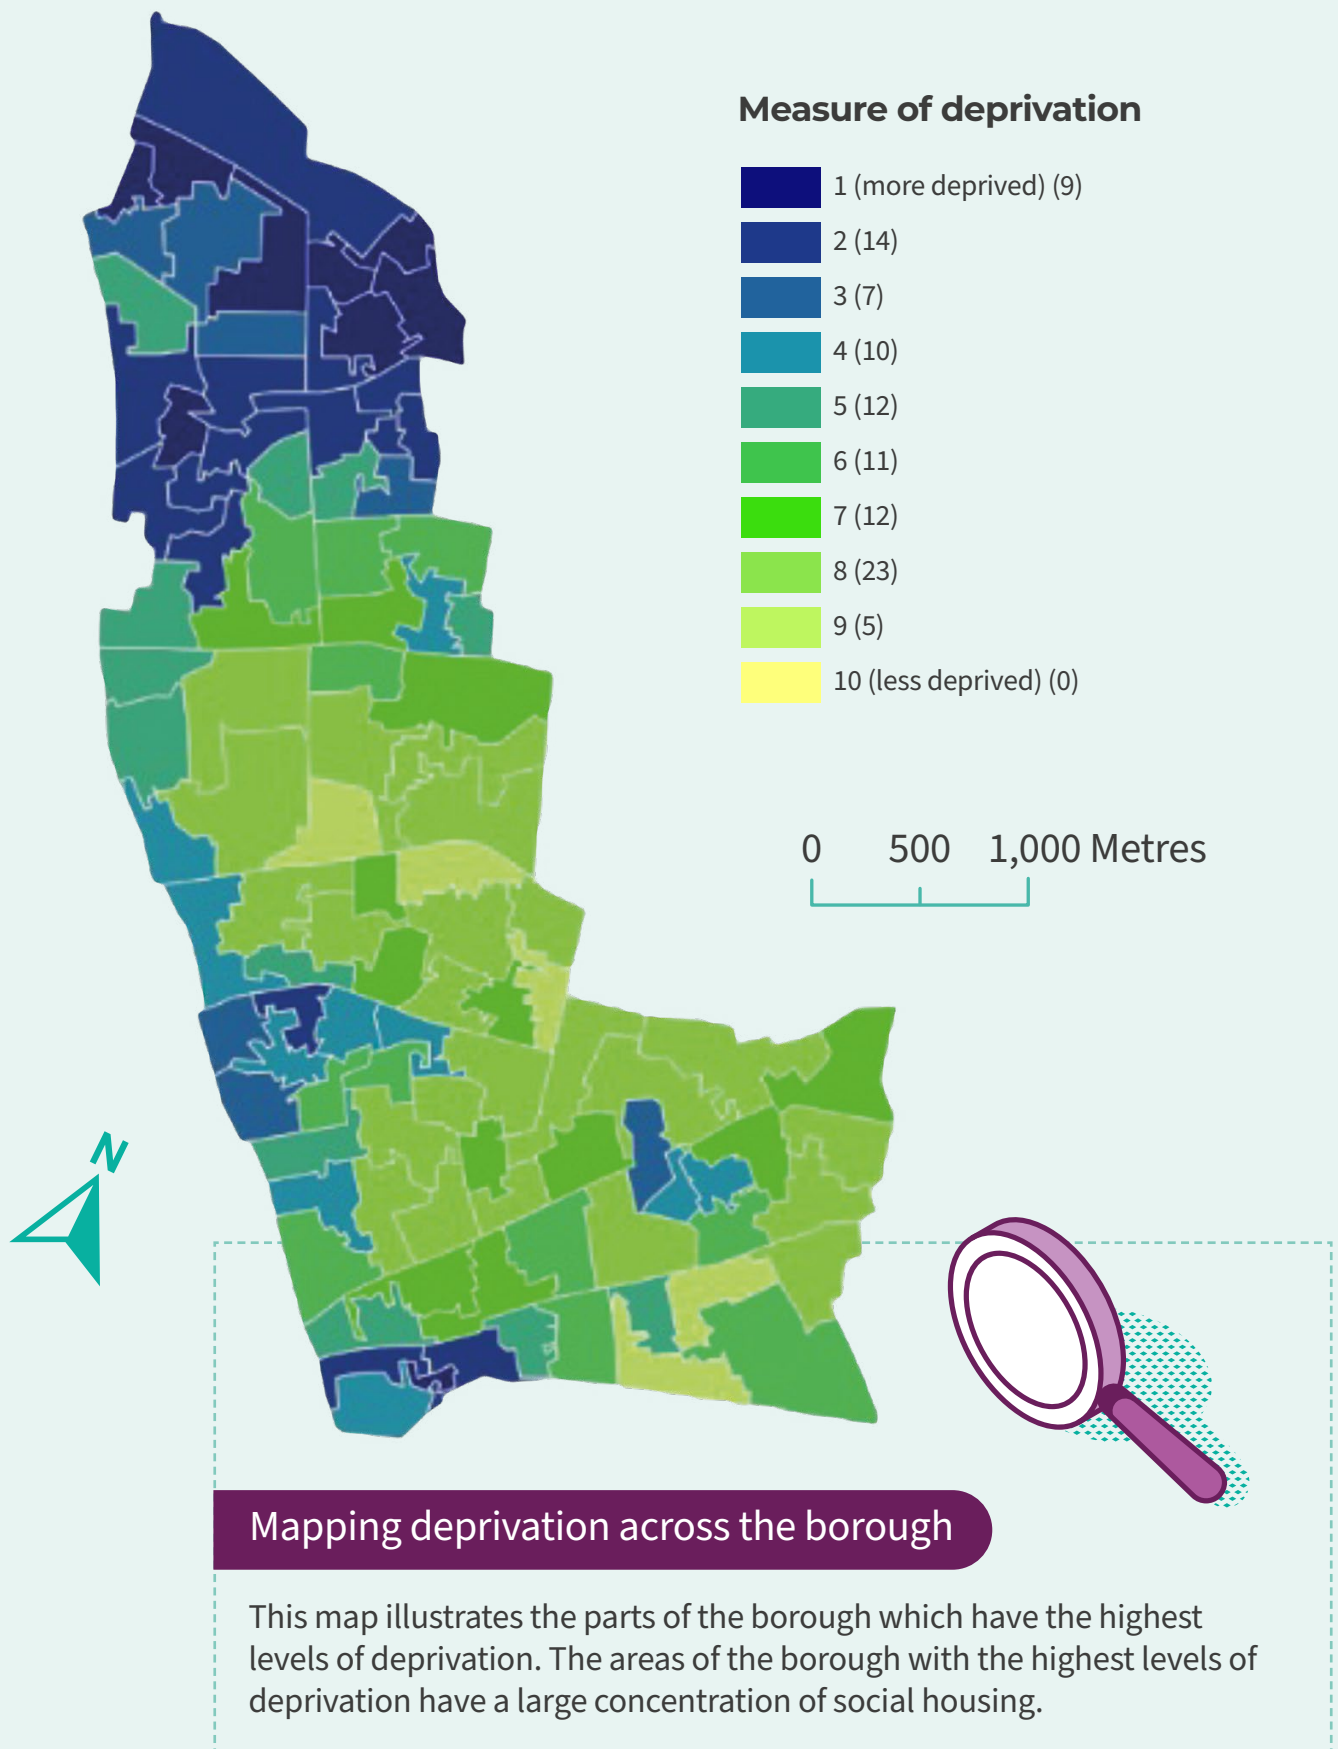 Measure of deprivation
1 (more deprived) (9)
2 (14)
3 (7)
4 (10)
5 (12)
6 (11)
7 (12)
8 (23)
9 (5)
10 (less deprived) (0)
0 500 1,000 Metres
N
Mapping deprivation across the borough
This map illustrates the parts of the borough which have the highest
levels of deprivation. The areas of the borough with the highest levels of
deprivation have a large concentration of social housing.